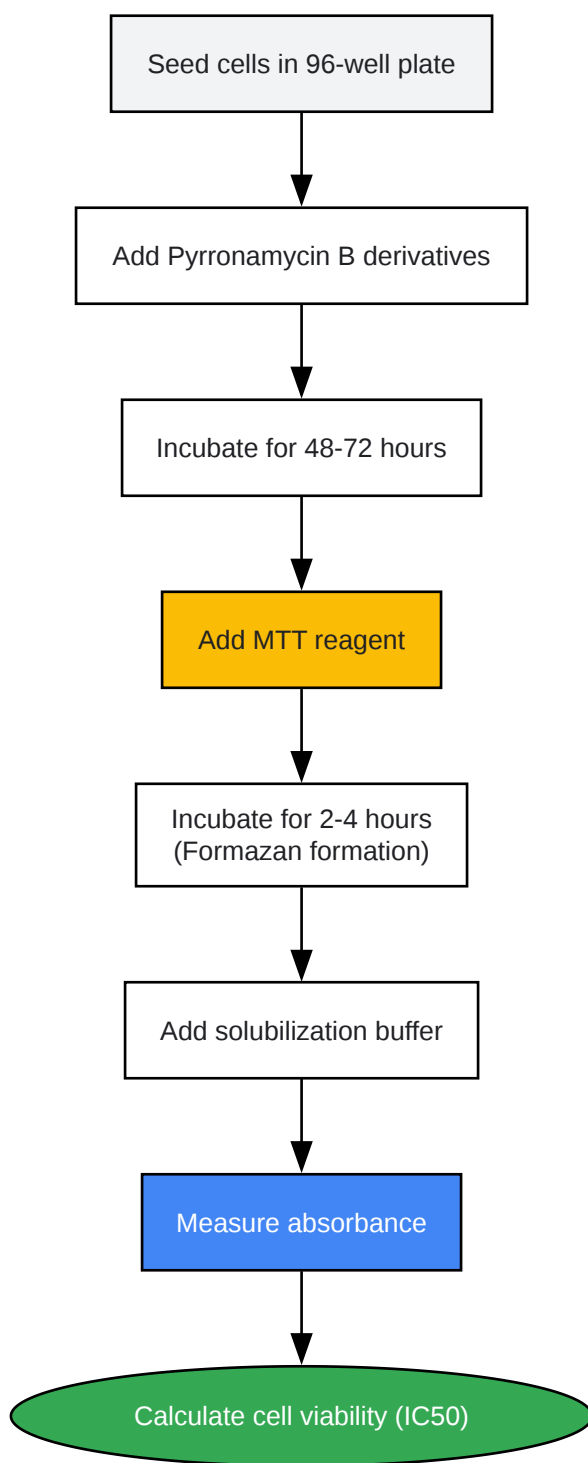 Seed cells in 96-well plate
Add Pyrronamycin B derivatives
Incubate for 48-72 hours
Add MTT reagent
Incubate for 2-4 hours
(Formazan formation)
Add solubilization buffer
Measure absorbance
Calculate cell viability (IC50)